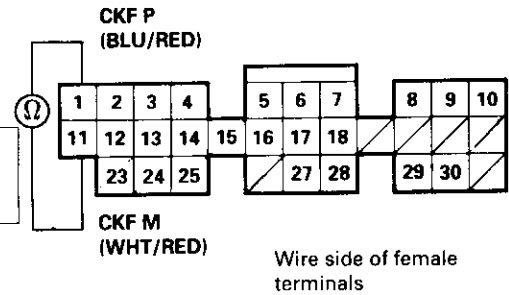 CKF P
(BLU/RED)
Ω
1 2 3 4 5 6 7 8 9 10
11 12 13 14 15 16 17 18
23 24 25 27 28 29 30
CKF M
(WHT/RED)
Wire side of female
terminals